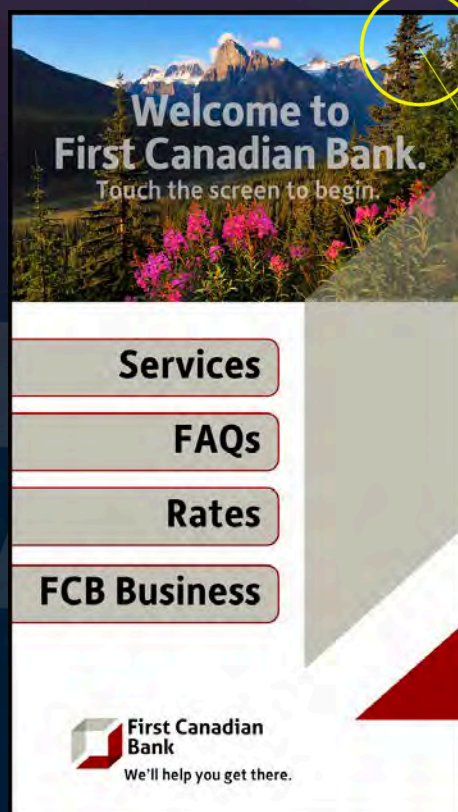 Welcome to
First Canadian Bank.
Touch the screen to begin.
Services
FAQs
Rates
FCB Business
First Canadian
Bank
We'll help you get there.